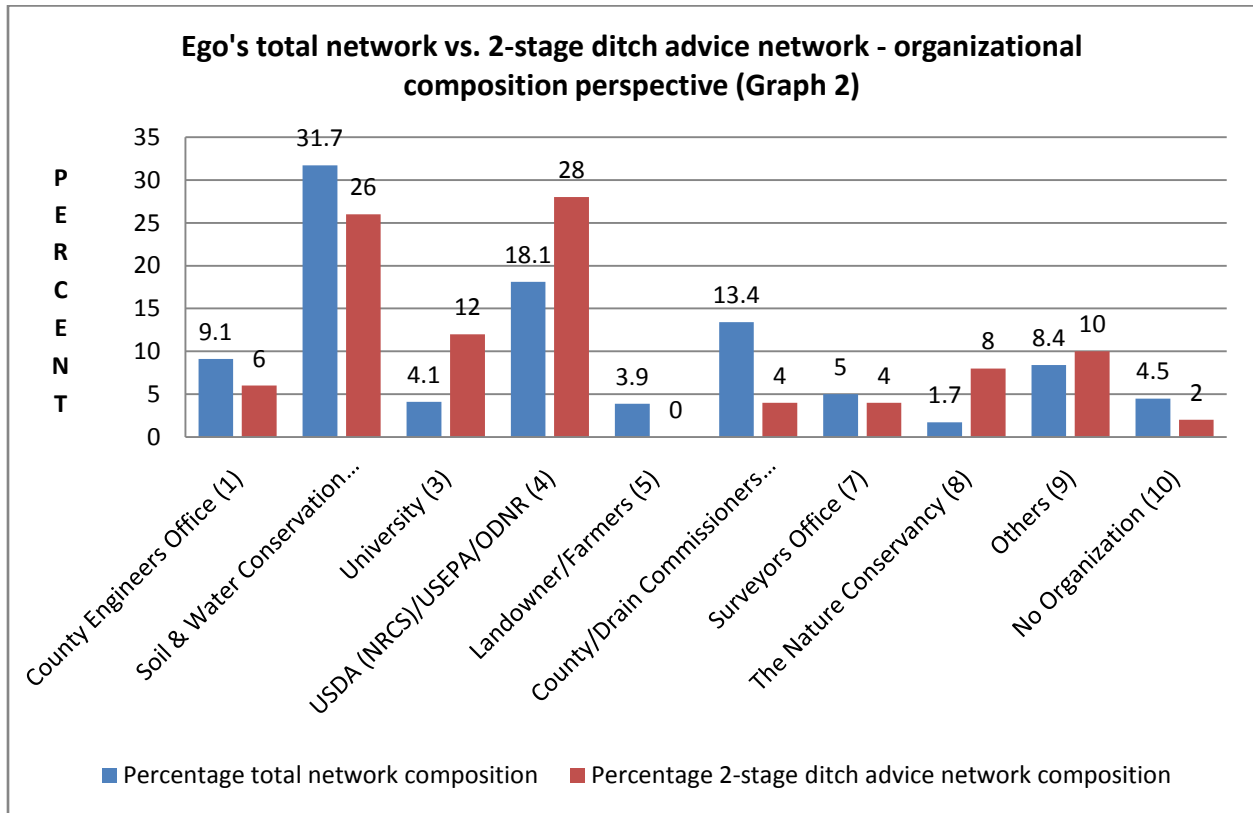 Ego's total network vs. 2-stage ditch advice network - organizational
composition perspective (Graph 2)
P
E
R
C
E
N
T
35
30
25
20
15
10
5
0
9.1
6
31.7
26
4.1
12
18.1
28
3.9
0
13.4
4
5
4
1.7
8
8.4
10
4.5
2
County Engineers Office (1)
Soil & Water Conservation...
University (3)
USDA (NRCS)/USEPA/ODNR (4)
Landowner/Farmers (5)
County/Drain Commissioners...
Surveyors Office (7)
The Nature Conservancy (8)
Others (9)
No Organization (10)
Percentage total network composition
Percentage 2-stage ditch advice network composition